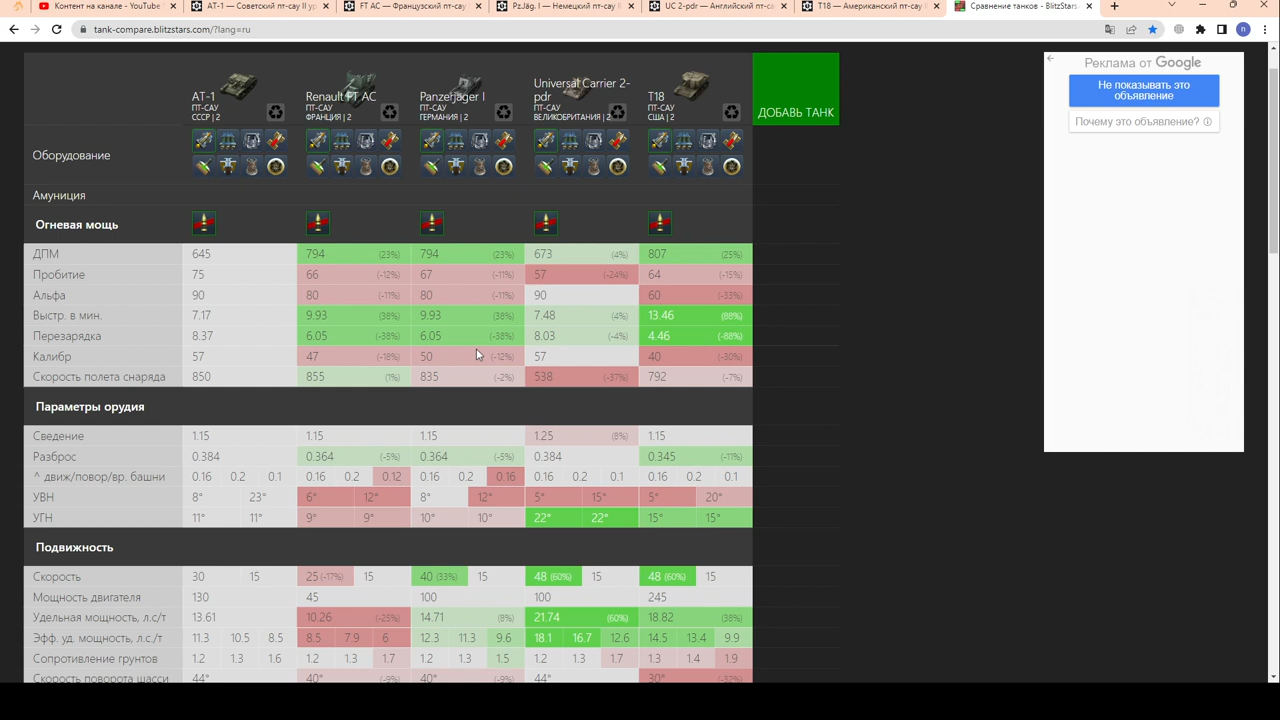 Контент на канале - YouTube
АТ-1 — Советский пт-сау II ур
FT AC — Французский пт-сау
Pz.Jäg. I — Немецкий пт-сау II
UC 2-pdr — Английский пт-са
T18 — Американский пт-сау II
Сравнение танков - BlitzStars
tank-compare.blitzstars.com/?lang=ru
n
АТ-1 Renault FT AC Panzerjäger I Universal Carrier 2-pdr T18
ПТ-САУ ПТ-САУ ПТ-САУ ПТ-САУ ПТ-САУ
СССР | 2 ФРАНЦИЯ | 2 ГЕРМАНИЯ | 2 ВЕЛИКОБРИТАНИЯ | 2 США | 2
ДОБАВЬ ТАНК
Оборудование
Амуниция
Огневая мощь
ДПМ 645 794 (23%) 794 (23%) 673 (4%) 807 (25%)
Пробитие 75 66 (-12%) 67 (-11%) 57 (-24%) 64 (-15%)
Альфа 90 80 (-11%) 80 (-11%) 90 60 (-33%)
Выстр. в мин. 7.17 9.93 (38%) 9.93 (38%) 7.48 (4%) 13.46 (88%)
Перезарядка 8.37 6.05 (-38%) 6.05 (-38%) 8.03 (-4%) 4.46 (-88%)
Калибр 57 47 (-18%) 50 (-12%) 57 40 (-30%)
Скорость полета снаряда 850 855 (1%) 835 (-2%) 538 (-37%) 792 (-7%)
Параметры орудия
Сведение 1.15 1.15 1.15 1.25 (8%) 1.15
Разброс 0.384 0.364 (-5%) 0.364 (-5%) 0.384 0.345 (-11%)
^ движ/повор/вр. башни 0.16 0.2 0.1 0.16 0.2 0.12 0.16 0.2 0.16 0.16 0.2 0.1 0.16 0.2 0.1
УВН 8° 23° 6° 12° 8° 12° 5° 15° 5° 20°
УГН 11° 11° 9° 9° 10° 10° 22° 22° 15° 15°
Подвижность
Скорость 30 15 25 (-17%) 15 40 (33%) 15 48 (60%) 15 48 (60%) 15
Мощность двигателя 130 45 100 100 245
Удельная мощность, л.с/т 13.61 10.26 (-25%) 14.71 (8%) 21.74 (60%) 18.82 (38%)
Эфф. уд. мощность, л.с./т 11.3 10.5 8.5 8.5 7.9 6 12.3 11.3 9.6 18.1 16.7 12.6 14.5 13.4 9.9
Сопротивление грунтов 1.2 1.3 1.6 1.2 1.3 1.7 1.2 1.3 1.5 1.2 1.3 1.7 1.3 1.4 1.9
Скорость поворота шасси 44° 40° (-9%) 40° (-9%) 44° 30° (-32%)
Реклама от Google
Не показывать это
объявление
Почему это объявление?